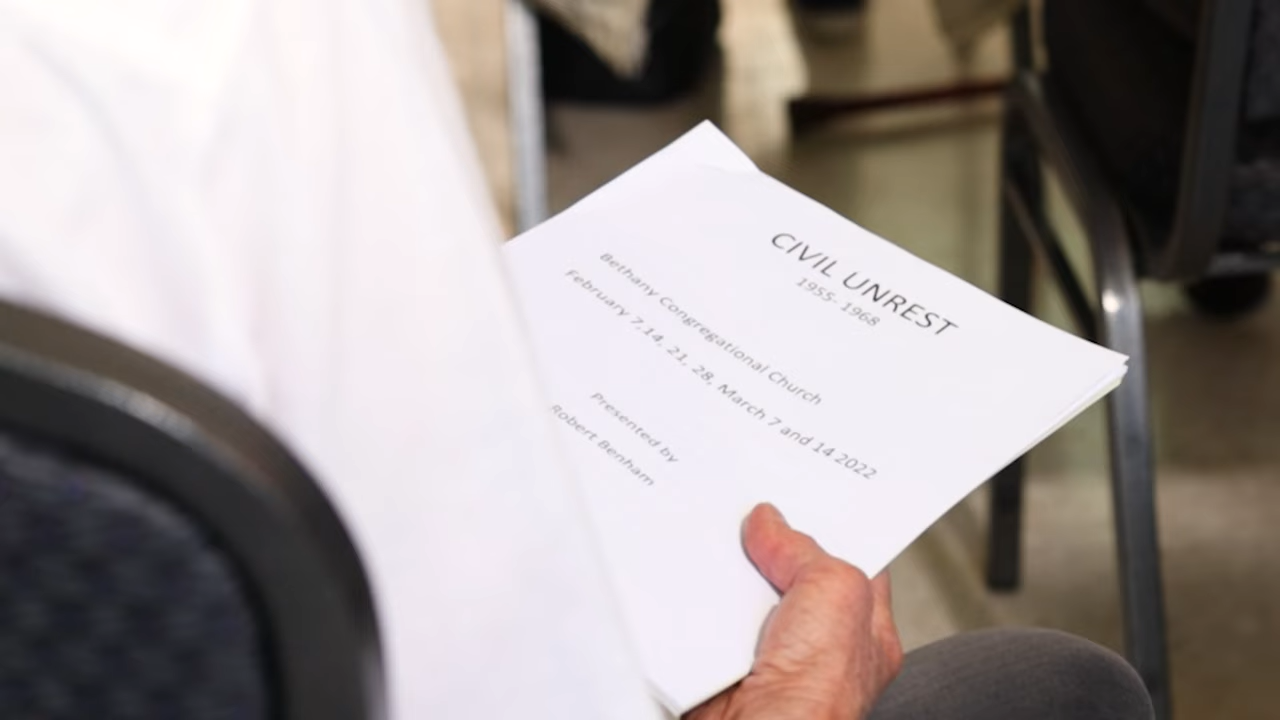 CIVIL UNREST
1955-1968
Bethany Congregational Church
February 7,14, 21, 28, March 7 and 14 2022
Presented by
Robert Benham